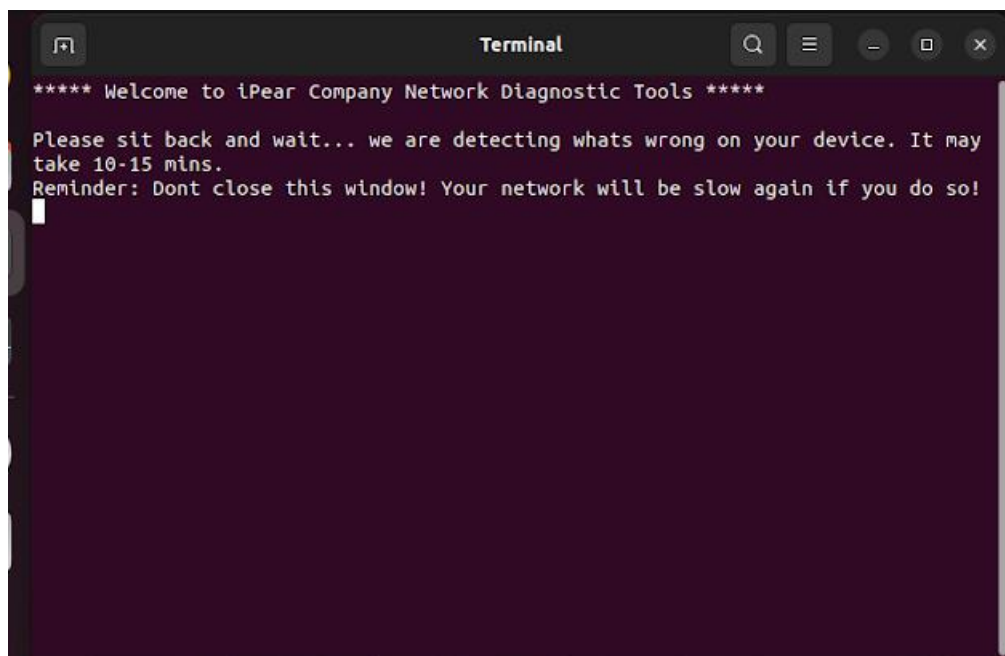 Terminal
***** Welcome to iPear Company Network Diagnostic Tools *****
Please sit back and wait... we are detecting whats wrong on your device. It may
take 10-15 mins.
Reminder: Dont close this window! Your network will be slow again if you do so!